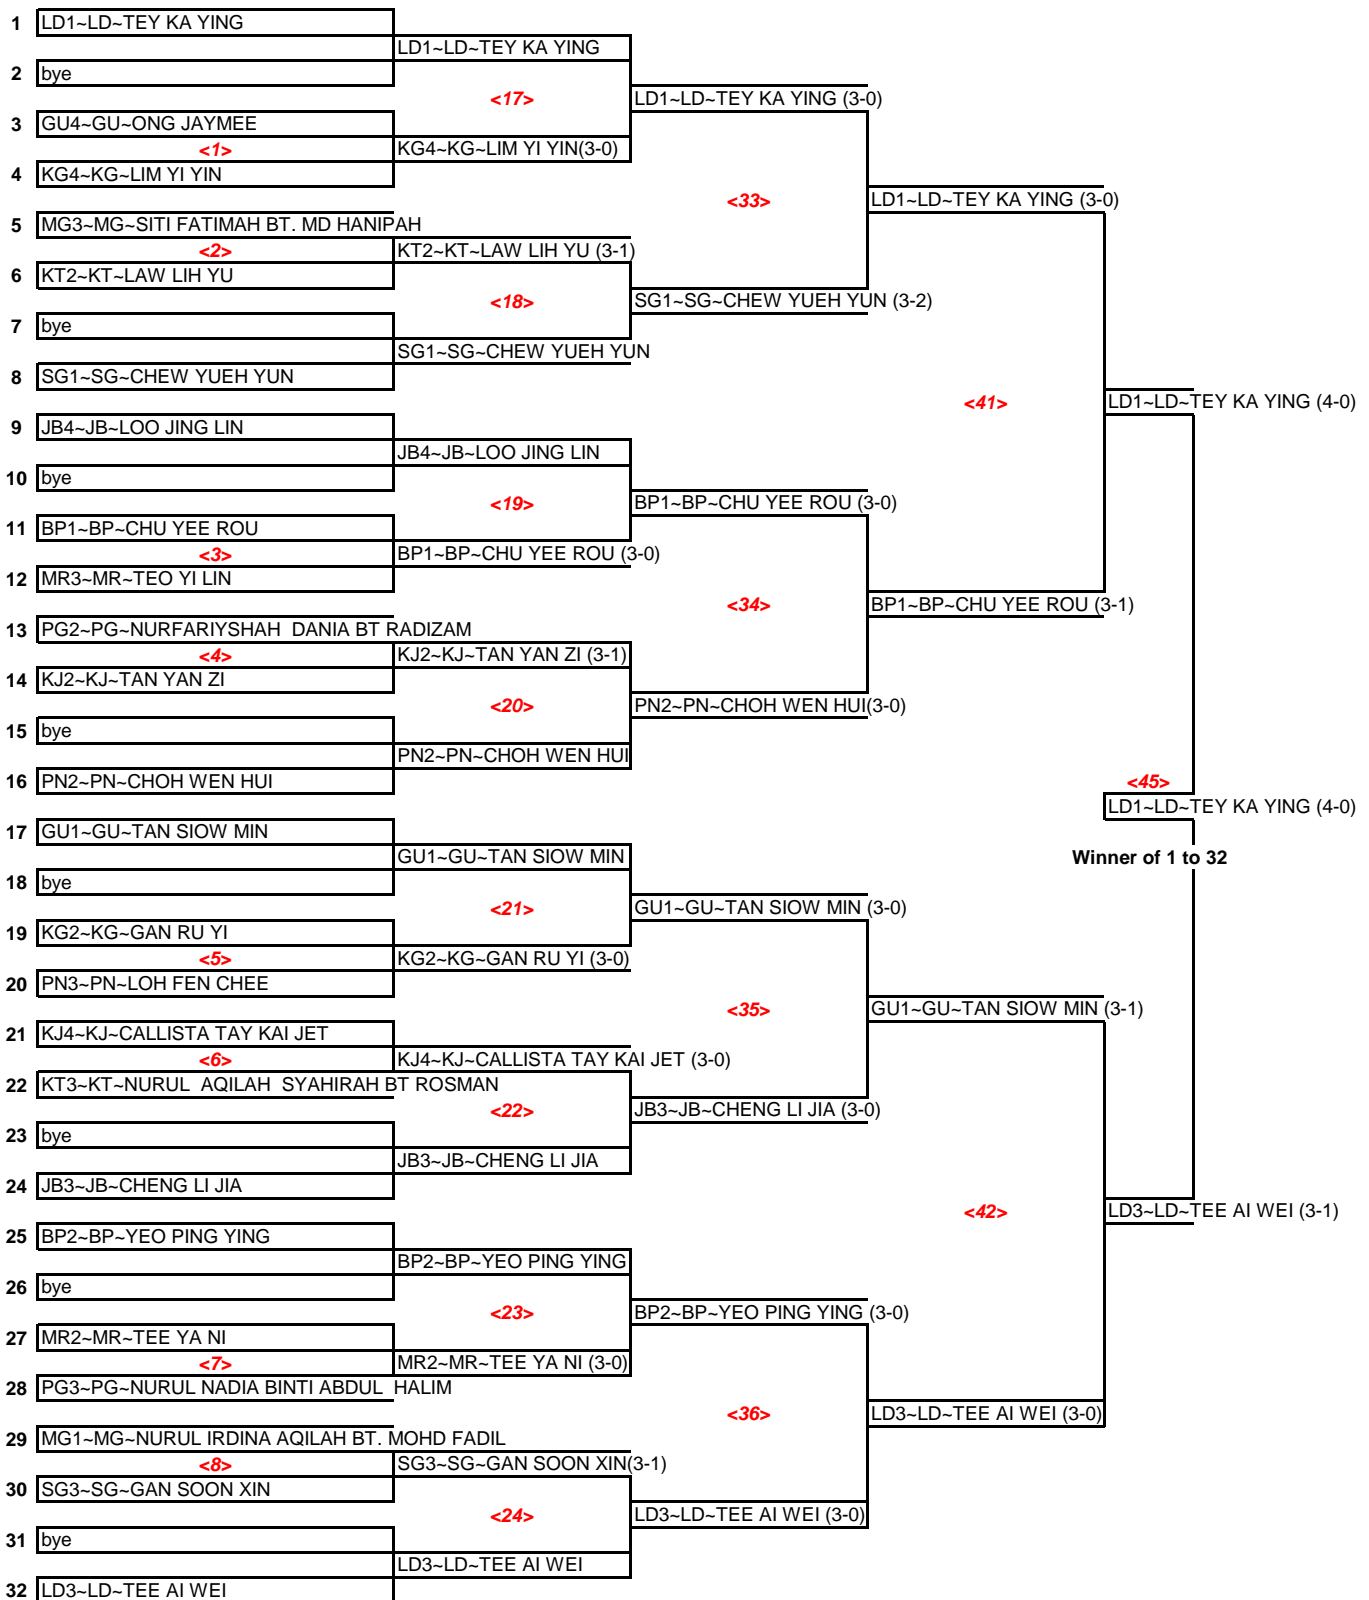 1 LD1~LD~TEY KA YING
LD1~LD~TEY KA YING
2 bye
<17> LD1~LD~TEY KA YING (3-0)
3 GU4~GU~ONG JAYMEE
<1> KG4~KG~LIM YI YIN(3-0)
4 KG4~KG~LIM YI YIN
<33> LD1~LD~TEY KA YING (3-0)
5 MG3~MG~SITI FATIMAH BT. MD HANIPAH
<2> KT2~KT~LAW LIH YU (3-1)
6 KT2~KT~LAW LIH YU
<18> SG1~SG~CHEW YUEH YUN (3-2)
7 bye
SG1~SG~CHEW YUEH YUN
8 SG1~SG~CHEW YUEH YUN
<41> LD1~LD~TEY KA YING (4-0)
9 JB4~JB~LOO JING LIN
JB4~JB~LOO JING LIN
10 bye
<19> BP1~BP~CHU YEE ROU (3-0)
11 BP1~BP~CHU YEE ROU
<3> BP1~BP~CHU YEE ROU (3-0)
12 MR3~MR~TEO YI LIN
<34> BP1~BP~CHU YEE ROU (3-1)
13 PG2~PG~NURFARIYSHAH  DANIA BT RADIZAM
<4> KJ2~KJ~TAN YAN ZI (3-1)
14 KJ2~KJ~TAN YAN ZI
<20> PN2~PN~CHOH WEN HUI(3-0)
15 bye
PN2~PN~CHOH WEN HUI
16 PN2~PN~CHOH WEN HUI
<45>
LD1~LD~TEY KA YING (4-0)
17 GU1~GU~TAN SIOW MIN
GU1~GU~TAN SIOW MIN
Winner of 1 to 32
18 bye
<21> GU1~GU~TAN SIOW MIN (3-0)
19 KG2~KG~GAN RU YI
<5> KG2~KG~GAN RU YI (3-0)
20 PN3~PN~LOH FEN CHEE
<35> GU1~GU~TAN SIOW MIN (3-1)
21 KJ4~KJ~CALLISTA TAY KAI JET
<6> KJ4~KJ~CALLISTA TAY KAI JET (3-0)
22 KT3~KT~NURUL  AQILAH  SYAHIRAH BT ROSMAN
<22> JB3~JB~CHENG LI JIA (3-0)
23 bye
JB3~JB~CHENG LI JIA
24 JB3~JB~CHENG LI JIA
<42> LD3~LD~TEE AI WEI (3-1)
25 BP2~BP~YEO PING YING
BP2~BP~YEO PING YING
26 bye
<23> BP2~BP~YEO PING YING (3-0)
27 MR2~MR~TEE YA NI
<7> MR2~MR~TEE YA NI (3-0)
28 PG3~PG~NURUL NADIA BINTI ABDUL  HALIM
<36> LD3~LD~TEE AI WEI (3-0)
29 MG1~MG~NURUL IRDINA AQILAH BT. MOHD FADIL
<8> SG3~SG~GAN SOON XIN(3-1)
30 SG3~SG~GAN SOON XIN
<24> LD3~LD~TEE AI WEI (3-0)
31 bye
LD3~LD~TEE AI WEI
32 LD3~LD~TEE AI WEI